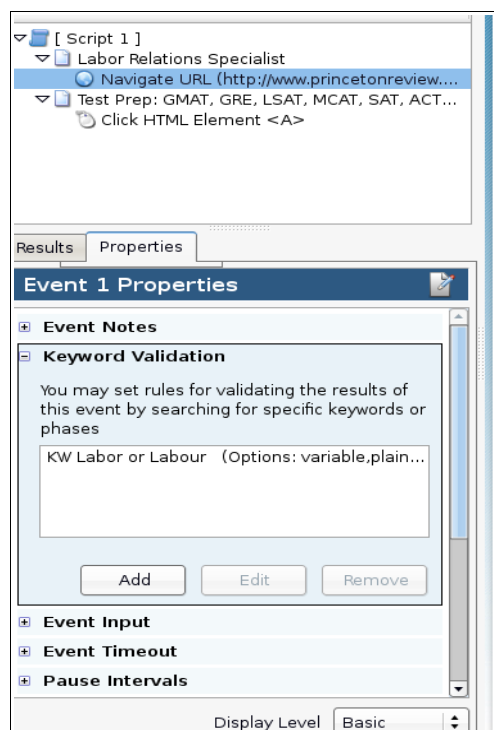 [ Script 1 ]
Labor Relations Specialist
Navigate URL (http://www.princetonreview....
Test Prep: GMAT, GRE, LSAT, MCAT, SAT, ACT...
Click HTML Element <A>
Results Properties
Event 1 Properties
Event Notes
Keyword Validation
You may set rules for validating the results of
this event by searching for specific keywords or
phases
KW Labor or Labour (Options: variable,plain...
Add Edit Remove
Event Input
Event Timeout
Pause Intervals
Display Level Basic